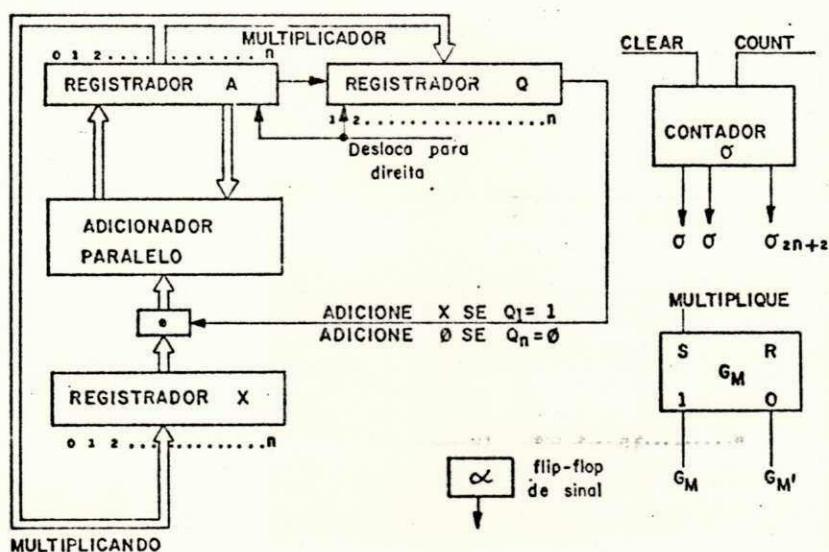 MULTIPLICADOR
0 1 2 . . . . . . . . . . . . . n
REGISTRADOR A
REGISTRADOR Q
1 2 . . . . . . . . . . . . . . . . . n
Desloca para
direita
ADICIONADOR
PARALELO
ADICIONE X SE Q1= 1
ADICIONE Ø SE Qn=Ø
REGISTRADOR X
0 1 2 . . . . . . . . . . . . . n
MULTIPLICANDO
CLEAR COUNT
CONTADOR
σ
σ σ σ2n+2
MULTIPLIQUE
S R
GM
1 0
GM GM'
α
flip-flop
de sinal